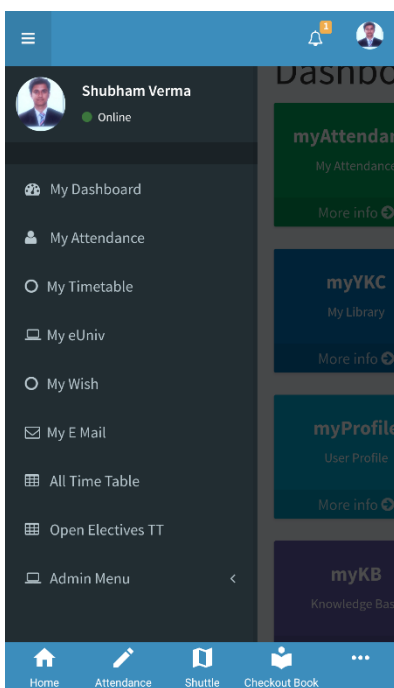 1
Dashbo
Shubham Verma
Online
myAttendan
My Attendance
More info
My Dashboard
My Attendance
My Timetable
My eUniv
My Wish
My E Mail
All Time Table
Open Electives TT
Admin Menu
myYKC
My Library
More info
myProfile
User Profile
More info
myKB
Knowledge Bas
Home
Attendance
Shuttle
Checkout Book